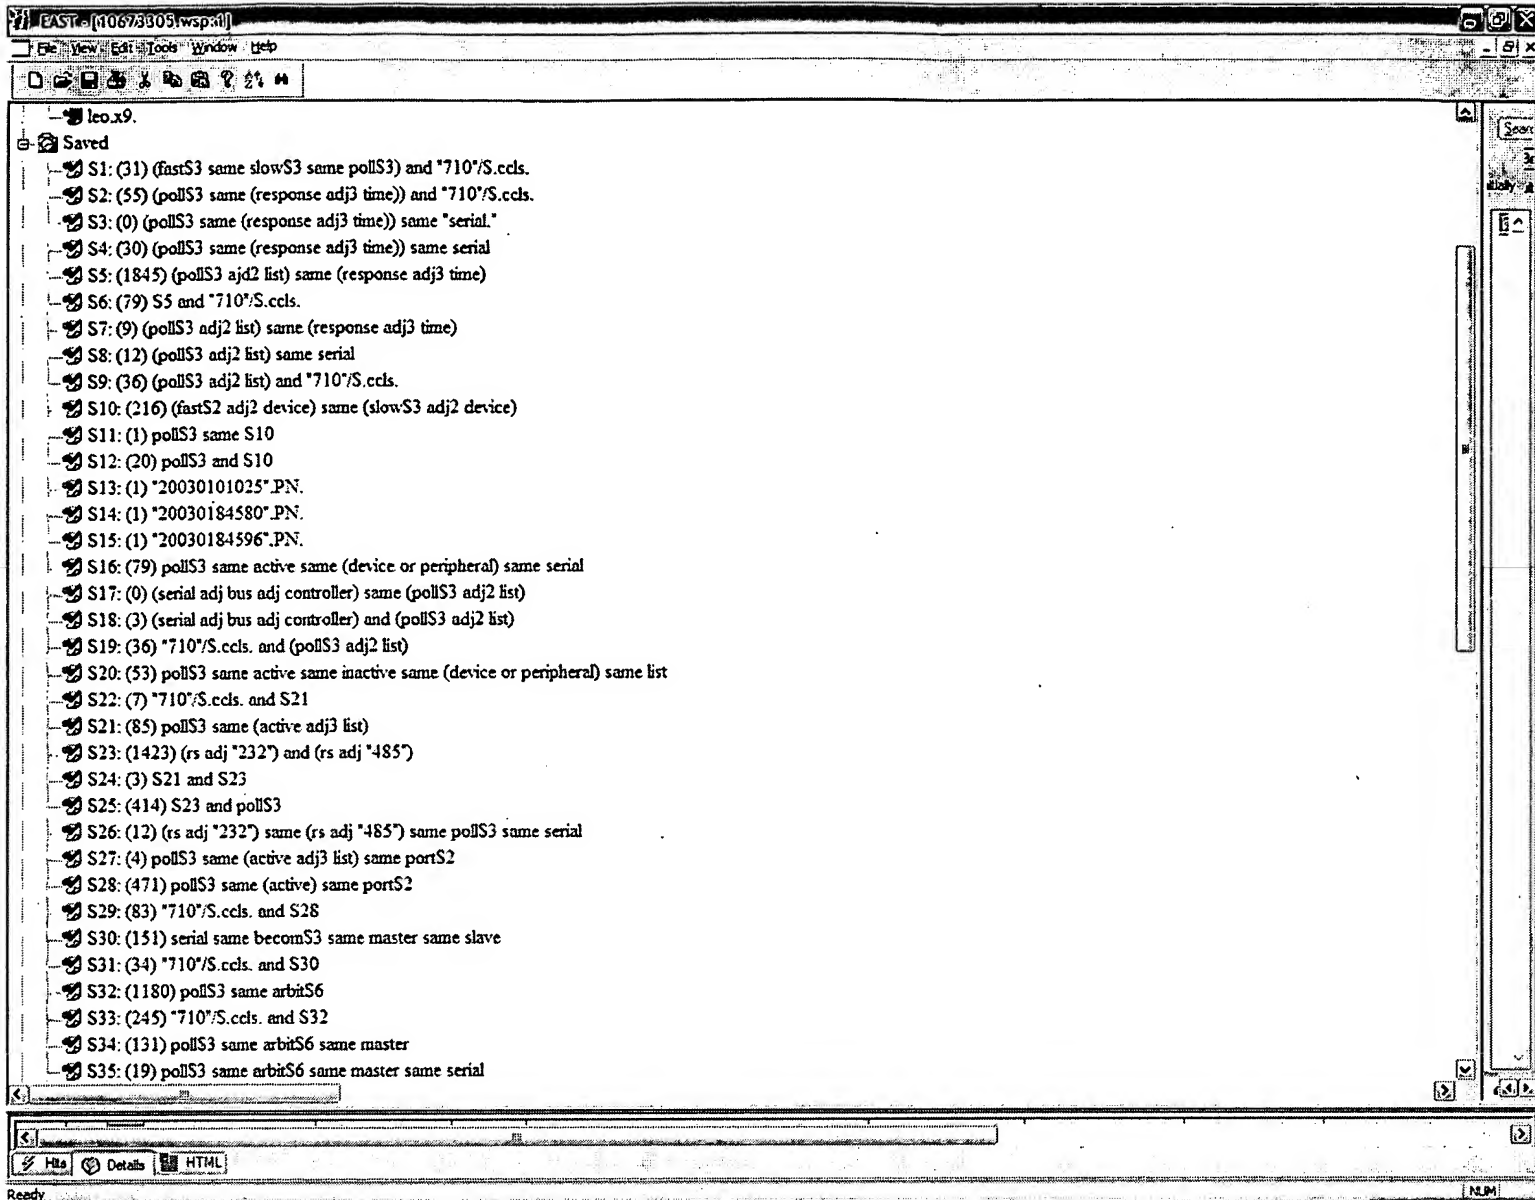 EAST - [10673305.wsp:1]
File View Edit Tools Window Help
leo.x9.
Saved
S1: (31) (fastS3 same slowS3 same pollS3) and "710"/S.ccls.
S2: (55) (pollS3 same (response adj3 time)) and "710"/S.ccls.
S3: (0) (pollS3 same (response adj3 time)) same "serial."
S4: (30) (pollS3 same (response adj3 time)) same serial
S5: (1845) (pollS3 ajd2 list) same (response adj3 time)
S6: (79) S5 and "710"/S.ccls.
S7: (9) (pollS3 adj2 list) same (response adj3 time)
S8: (12) (pollS3 adj2 list) same serial
S9: (36) (pollS3 adj2 list) and "710"/S.ccls.
S10: (216) (fastS2 adj2 device) same (slowS3 adj2 device)
S11: (1) pollS3 same S10
S12: (20) pollS3 and S10
S13: (1) "20030101025".PN.
S14: (1) "20030184580".PN.
S15: (1) "20030184596".PN.
S16: (79) pollS3 same active same (device or peripheral) same serial
S17: (0) (serial adj bus adj controller) same (pollS3 adj2 list)
S18: (3) (serial adj bus adj controller) and (pollS3 adj2 list)
S19: (36) "710"/S.ccls. and (pollS3 adj2 list)
S20: (53) pollS3 same active same inactive same (device or peripheral) same list
S22: (7) "710"/S.ccls. and S21
S21: (85) pollS3 same (active adj3 list)
S23: (1423) (rs adj "232") and (rs adj "485")
S24: (3) S21 and S23
S25: (414) S23 and pollS3
S26: (12) (rs adj "232") same (rs adj "485") same pollS3 same serial
S27: (4) pollS3 same (active adj3 list) same portS2
S28: (471) pollS3 same (active) same portS2
S29: (83) "710"/S.ccls. and S28
S30: (151) serial same becomS3 same master same slave
S31: (34) "710"/S.ccls. and S30
S32: (1180) pollS3 same arbitS6
S33: (245) "710"/S.ccls. and S32
S34: (131) pollS3 same arbitS6 same master
S35: (19) pollS3 same arbitS6 same master same serial
Hits Details HTML
Ready NUM